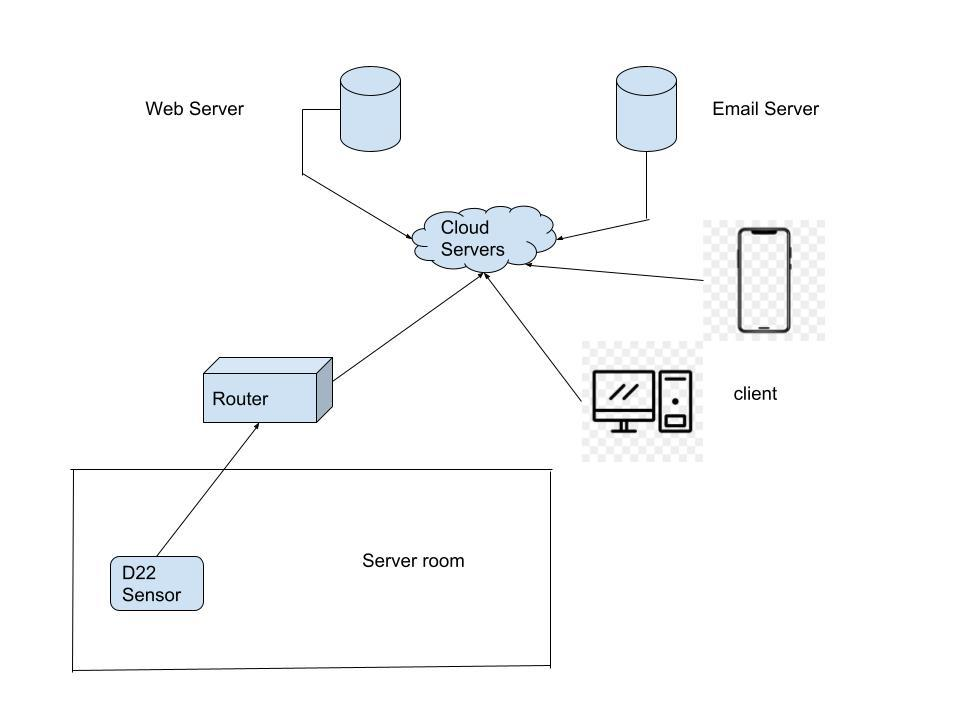 Web Server
Email Server
Cloud
Servers
client
Router
Server room
D22
Sensor